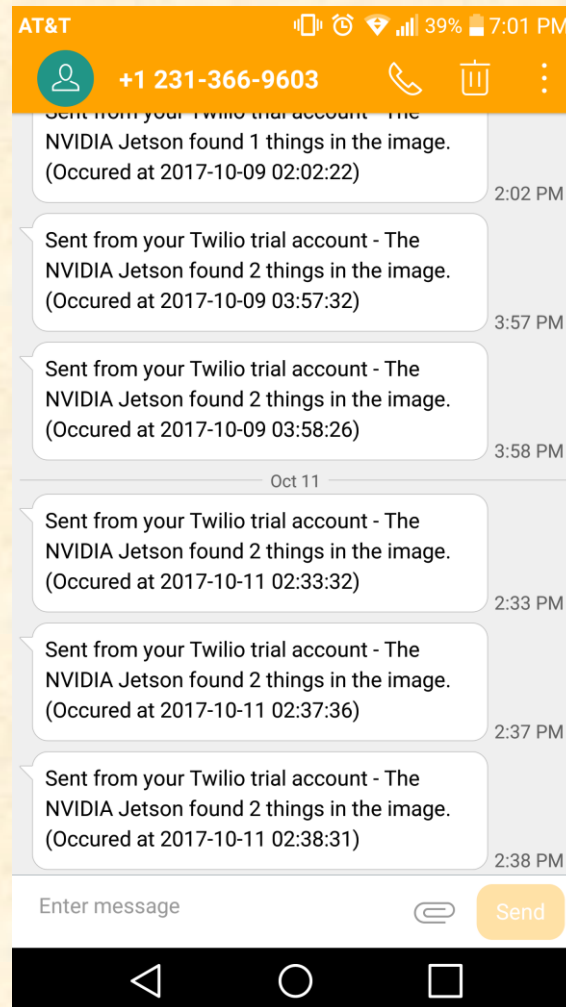 AT&T 39% 7:01 PM
+1 231-366-9603
Sent from your Twilio trial account - The
NVIDIA Jetson found 1 things in the image.
(Occured at 2017-10-09 02:02:22)
2:02 PM
Sent from your Twilio trial account - The
NVIDIA Jetson found 2 things in the image.
(Occured at 2017-10-09 03:57:32)
3:57 PM
Sent from your Twilio trial account - The
NVIDIA Jetson found 2 things in the image.
(Occured at 2017-10-09 03:58:26)
3:58 PM
Oct 11
Sent from your Twilio trial account - The
NVIDIA Jetson found 2 things in the image.
(Occured at 2017-10-11 02:33:32)
2:33 PM
Sent from your Twilio trial account - The
NVIDIA Jetson found 2 things in the image.
(Occured at 2017-10-11 02:37:36)
2:37 PM
Sent from your Twilio trial account - The
NVIDIA Jetson found 2 things in the image.
(Occured at 2017-10-11 02:38:31)
2:38 PM
Enter message
Send